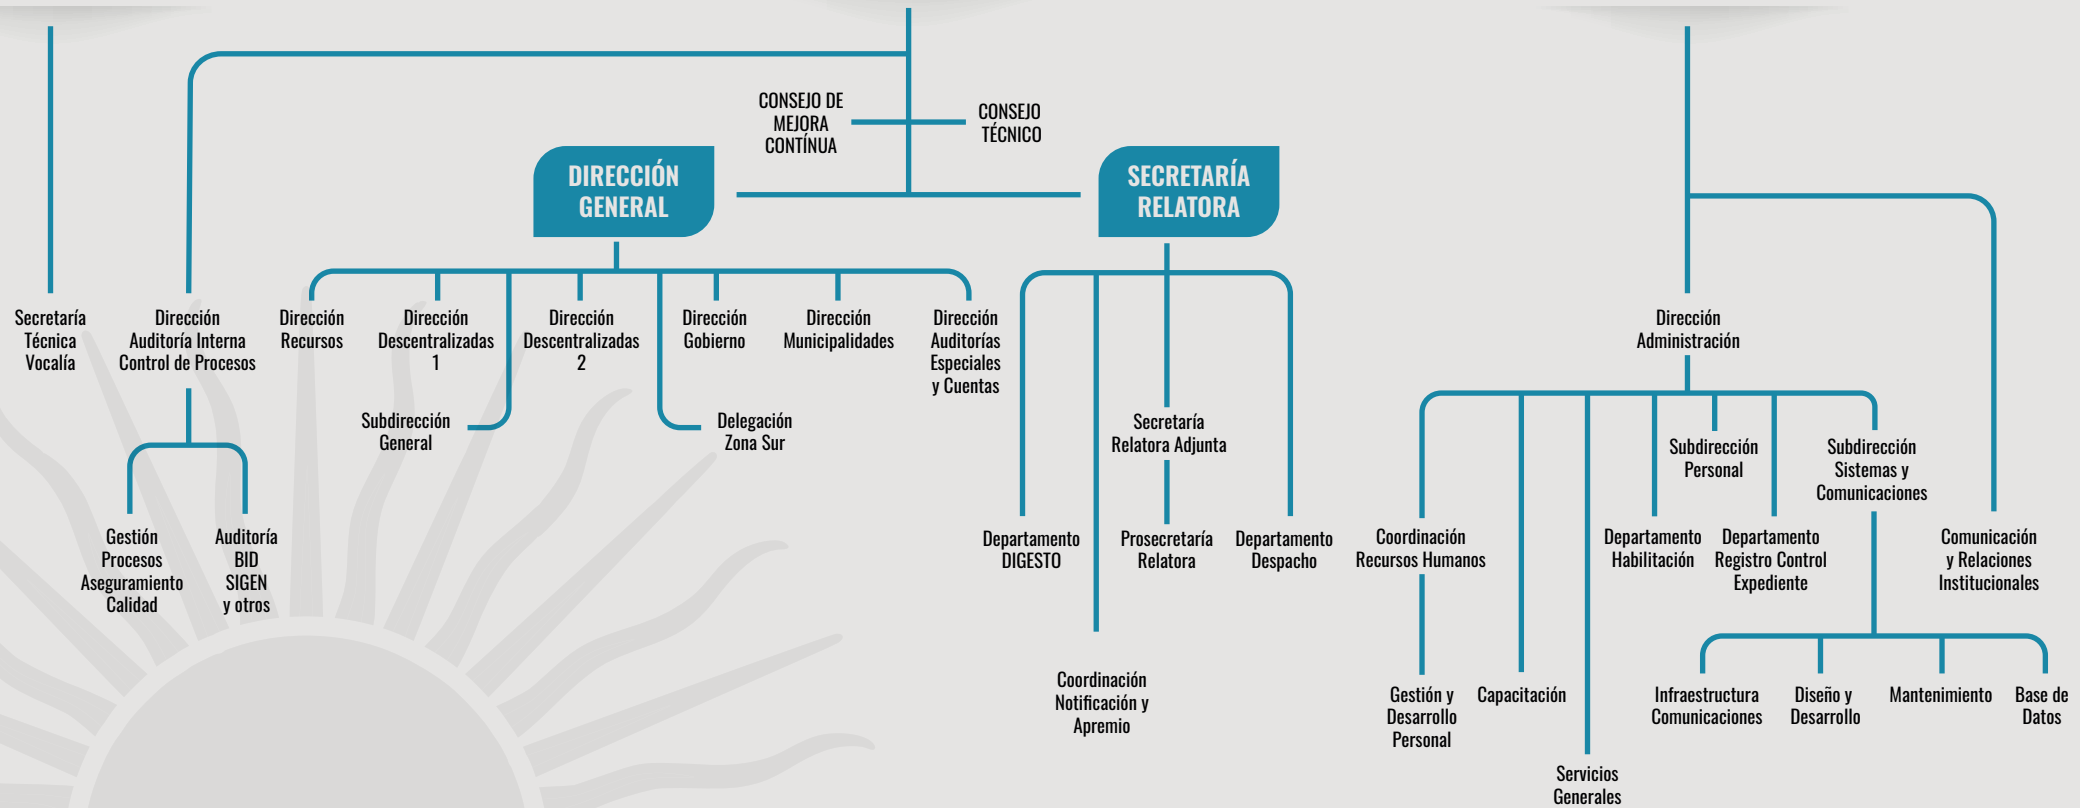 CONSEJO DE
MEJORA
CONTÍNUA
CONSEJO
TÉCNICO
DIRECCIÓN
GENERAL
SECRETARÍA
RELATORA
Secretaría
Técnica
Vocalía
Dirección
Auditoría Interna
Control de Procesos
Dirección
Recursos
Dirección
Descentralizadas
1
Dirección
Descentralizadas
2
Dirección
Gobierno
Dirección
Municipalidades
Dirección
Auditorías
Especiales
y Cuentas
Dirección
Administración
Subdirección
General
Delegación
Zona Sur
Secretaría
Relatora Adjunta
Subdirección
Personal
Subdirección
Sistemas y
Comunicaciones
Gestión
Procesos
Aseguramiento
Calidad
Auditoría
BID
SIGEN
y otros
Departamento
DIGESTO
Prosecretaría
Relatora
Departamento
Despacho
Coordinación
Recursos Humanos
Departamento
Habilitación
Departamento
Registro Control
Expediente
Comunicación
y Relaciones
Institucionales
Coordinación
Notificación y
Apremio
Gestión y
Desarrollo
Personal
Capacitación
Infraestructura
Comunicaciones
Diseño y
Desarrollo
Mantenimiento
Base de
Datos
Servicios
Generales